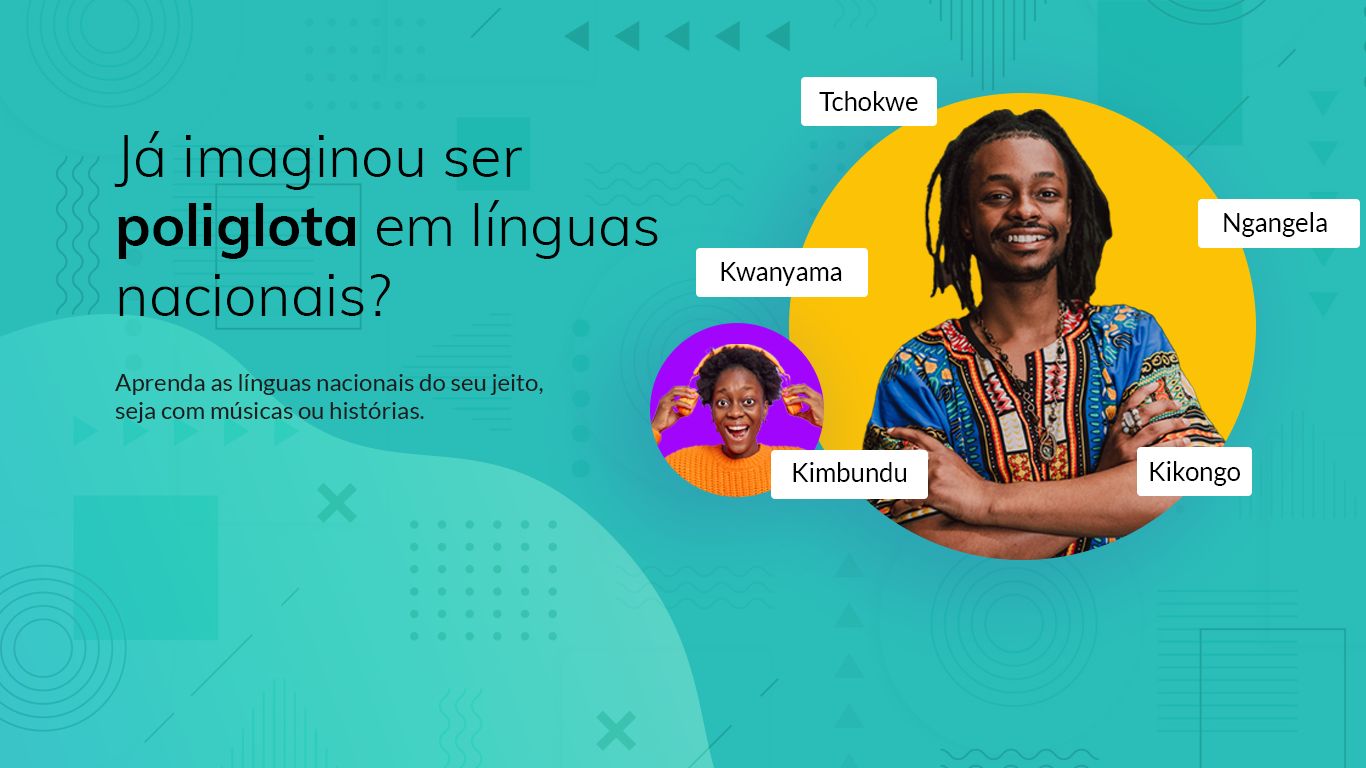 Já imaginou ser
poliglota em línguas
nacionais?
Aprenda as línguas nacionais do seu jeito,
seja com músicas ou histórias.
Tchokwe
Ngangela
Kwanyama
Kimbundu
Kikongo